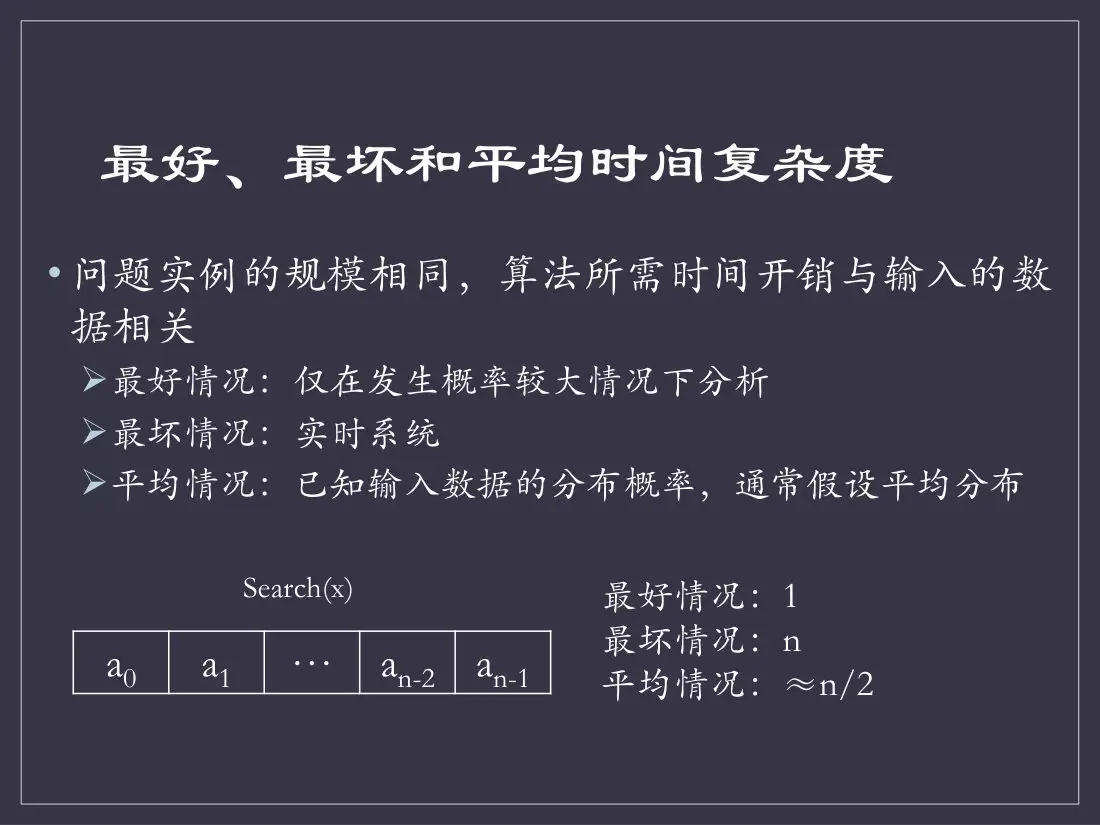 最好、最坏和平均时间复杂度
• 问题实例的规模相同，算法所需时间开销与输入的数
据相关
➢ 最好情况：仅在发生概率较大情况下分析
➢ 最坏情况：实时系统
➢ 平均情况：已知输入数据的分布概率，通常假设平均分布
Search(x)
a0 a1 … an-2 an-1
最好情况：1
最坏情况：n
平均情况：≈n/2